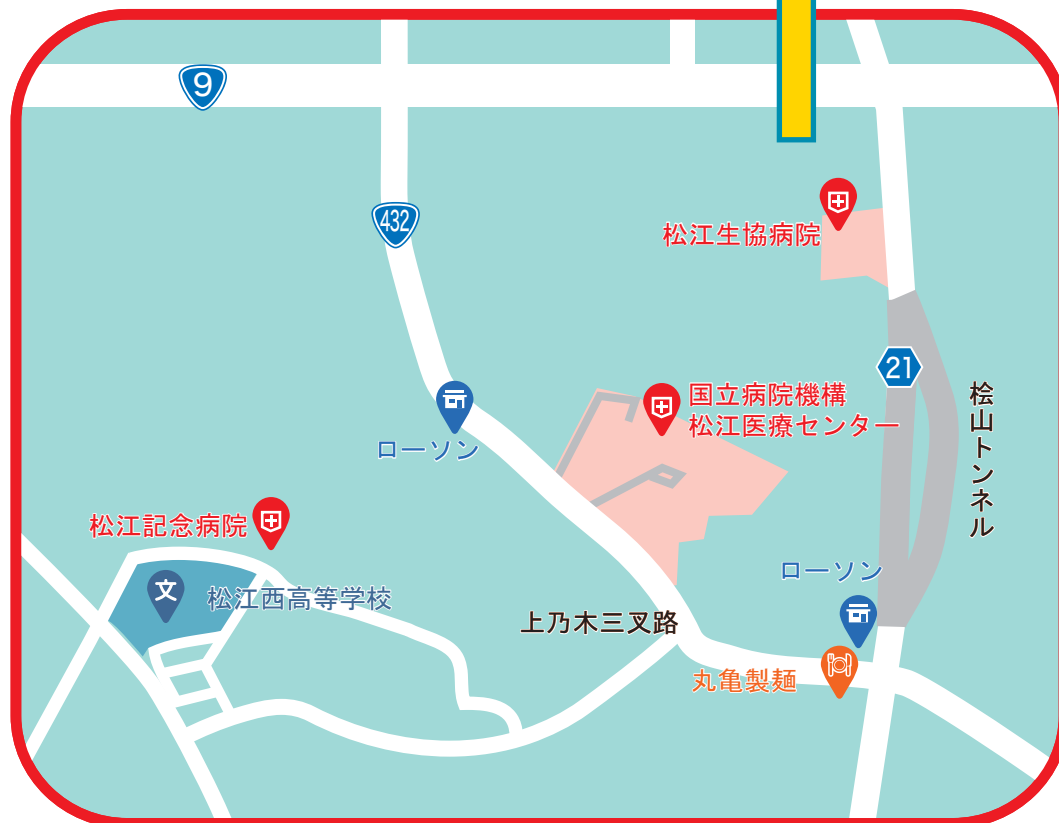 9
432
松江生協病院
21
国立病院機構
松江医療センター
桧山トンネル
ローソン
松江記念病院
文
松江西高等学校
ローソン
上乃木三叉路
丸亀製麺